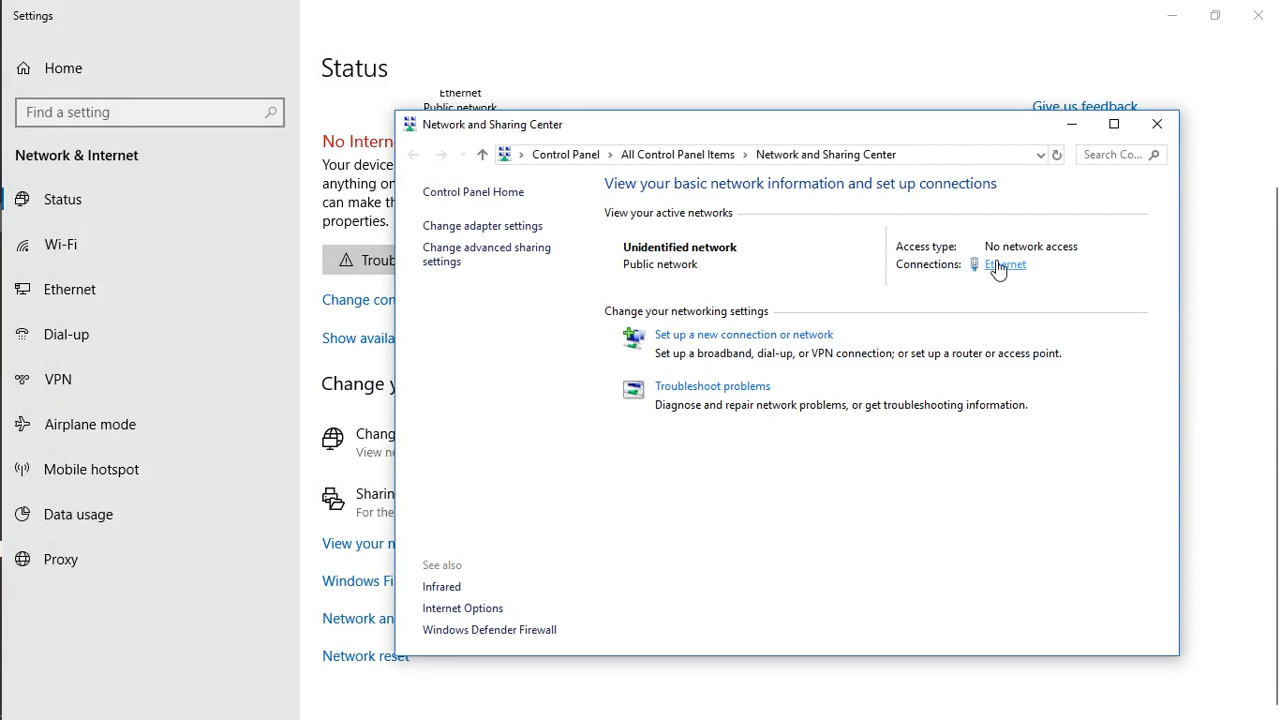 Settings
Home
Find a setting
Network & Internet
Status
Wi-Fi
Ethernet
Dial-up
VPN
Airplane mode
Mobile hotspot
Data usage
Proxy
Status
Ethernet
Public network
Give us feedback
No Intern
Your device
anything on
can make th
properties.
Troub
Change con
Show availa
Change y
Chang
View ne
Sharin
For the
View your n
Windows Fi
Network an
Network reset
Network and Sharing Center
Control Panel
All Control Panel Items
Network and Sharing Center
Search Co...
Control Panel Home
Change adapter settings
Change advanced sharing
settings
View your basic network information and set up connections
View your active networks
Unidentified network
Public network
Access type: No network access
Connections: Ethernet
Change your networking settings
Set up a new connection or network
Set up a broadband, dial-up, or VPN connection; or set up a router or access point.
Troubleshoot problems
Diagnose and repair network problems, or get troubleshooting information.
See also
Infrared
Internet Options
Windows Defender Firewall